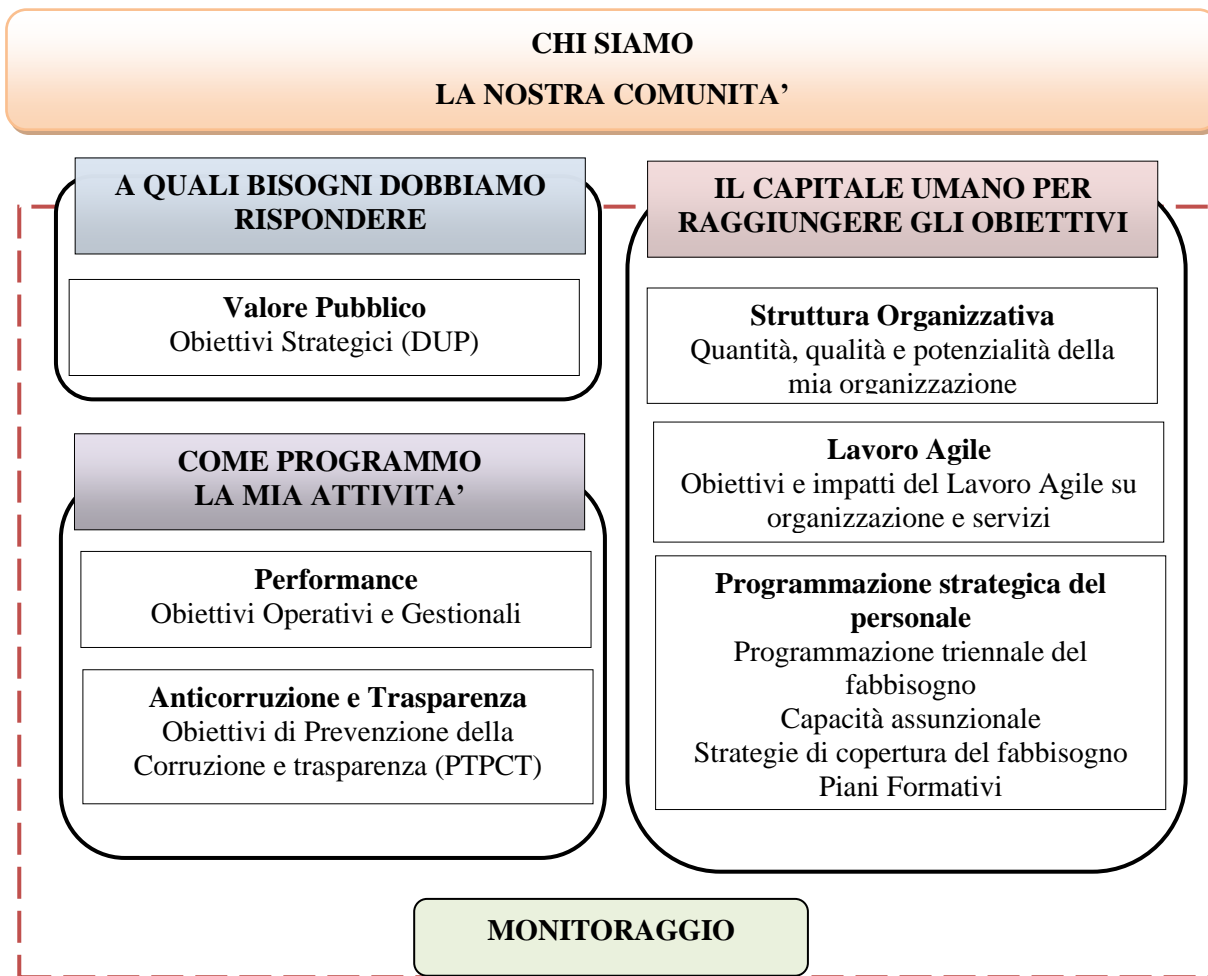 CHI SIAMO
LA NOSTRA COMUNITA’
A QUALI BISOGNI DOBBIAMO
RISPONDERE
Valore Pubblico
Obiettivi Strategici (DUP)
COME PROGRAMMO
LA MIA ATTIVITA’
Performance
Obiettivi Operativi e Gestionali
Anticorruzione e Trasparenza
Obiettivi di Prevenzione della
Corruzione e trasparenza (PTPCT)
IL CAPITALE UMANO PER
RAGGIUNGERE GLI OBIETTIVI
Struttura Organizzativa
Quantità, qualità e potenzialità della
mia organizzazione
Lavoro Agile
Obiettivi e impatti del Lavoro Agile su
organizzazione e servizi
Programmazione strategica del
personale
Programmazione triennale del
fabbisogno
Capacità assunzionale
Strategie di copertura del fabbisogno
Piani Formativi
MONITORAGGIO